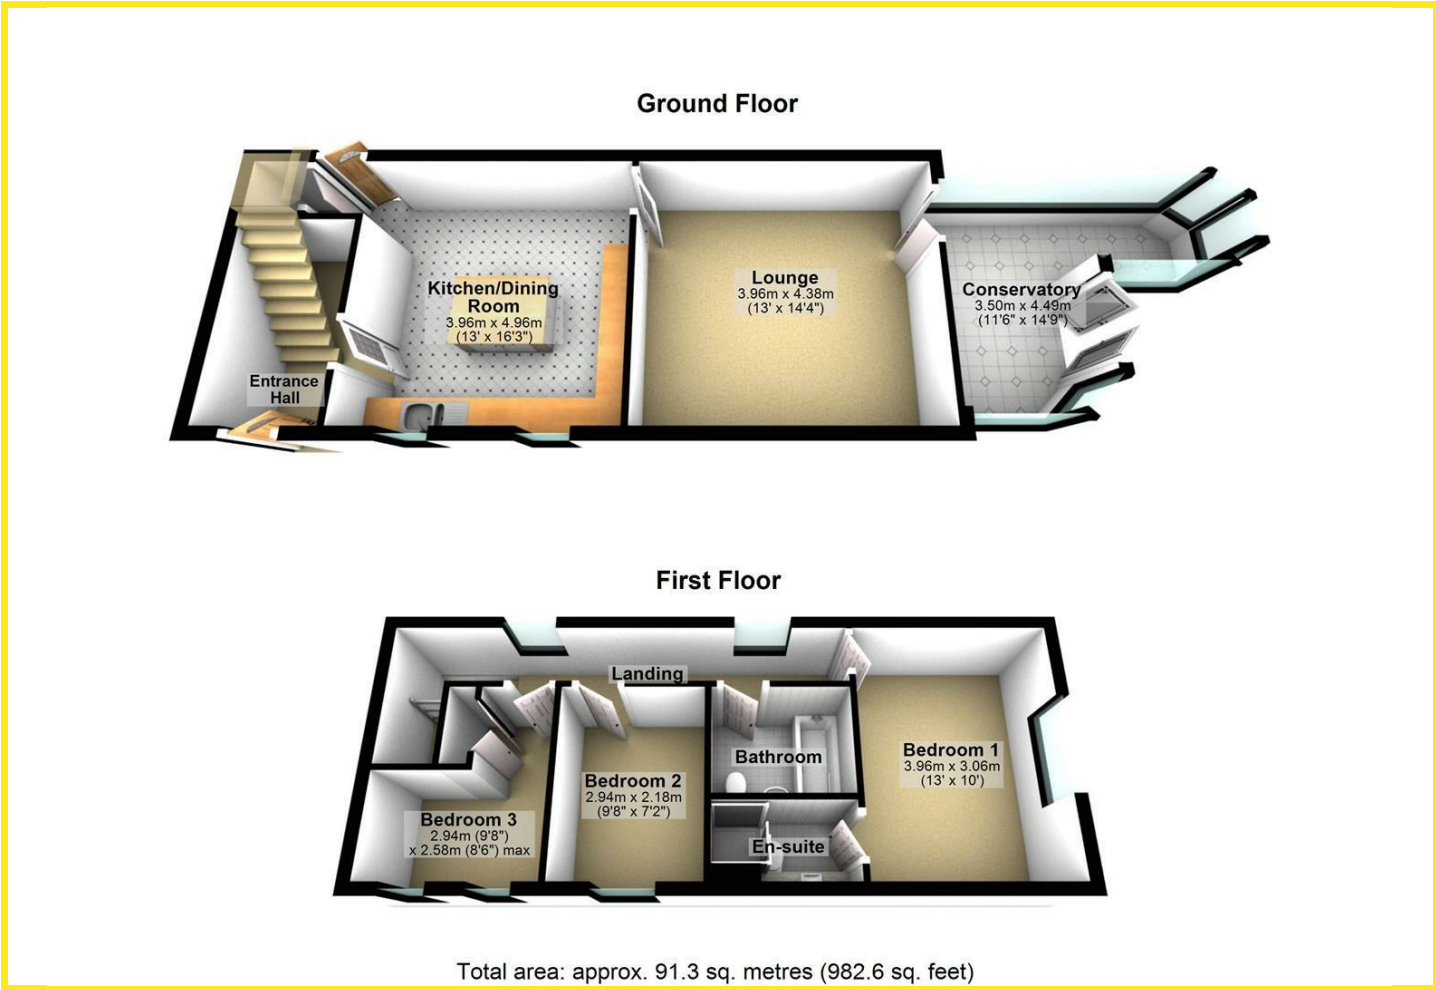 Ground Floor
Kitchen/Dining
Room
3.96m x 4.96m
(13' x 16'3")
Lounge
3.96m x 4.38m
(13' x 14'4")
Conservatory
3.50m x 4.49m
(11'6" x 14'9")
Entrance
Hall
First Floor
Landing
Bathroom
Bedroom 1
3.96m x 3.06m
(13' x 10')
Bedroom 2
2.94m x 2.18m
(9'8" x 7'2")
Bedroom 3
2.94m (9'8")
x 2.58m (8'6") max
En-suite
Total area: approx. 91.3 sq. metres (982.6 sq. feet)